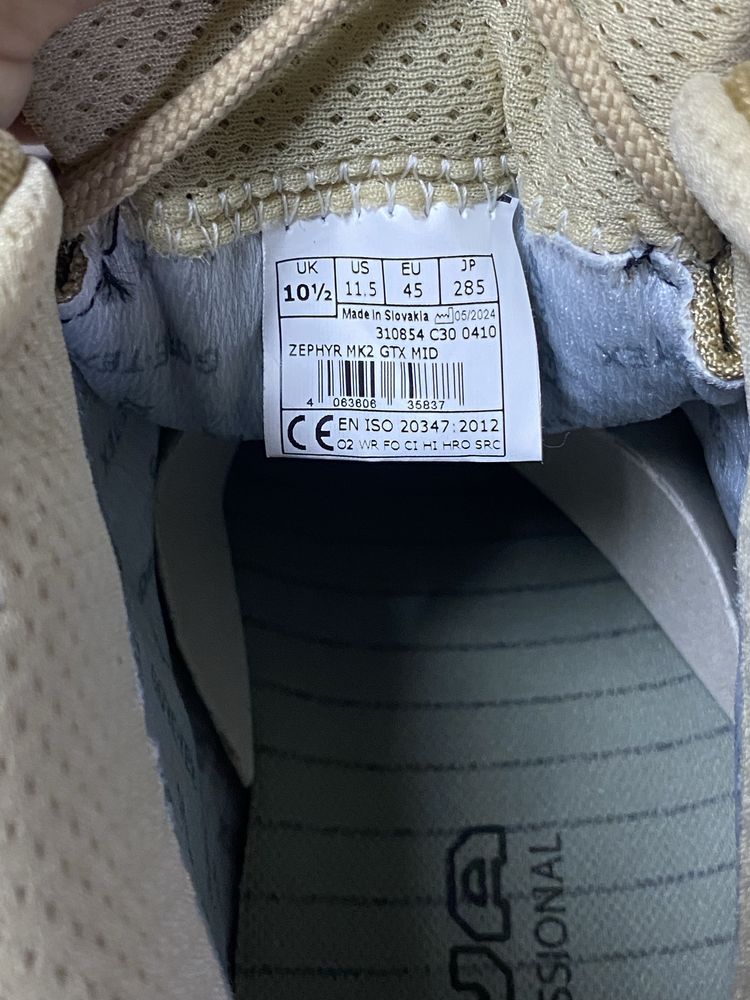 UK US EU JP
10½ 11.5 45 285
Made in Slovakia 05/2024
310854 C30 0410
ZEPHYR MK2 GTX MID
4 063606 35837
CE EN ISO 20347:2012
O2 WR FO CI HI HRO SRC